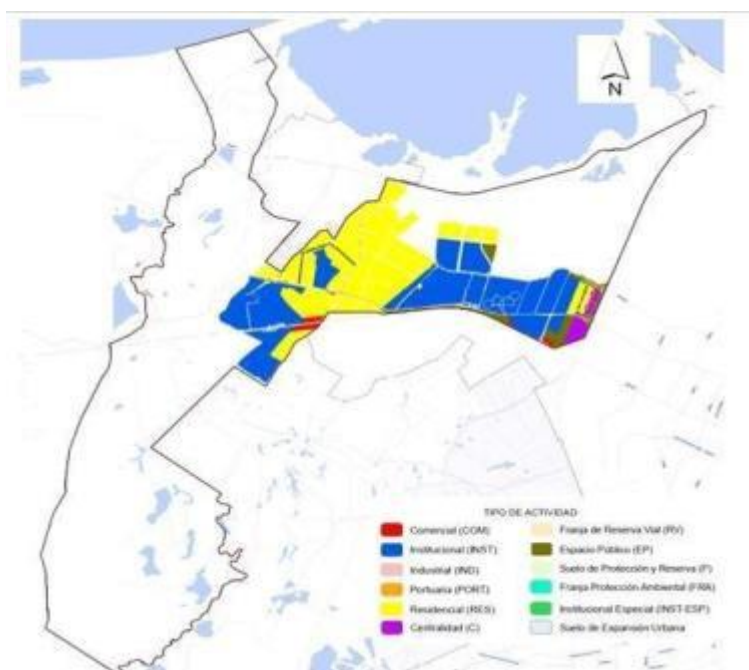 N
TIPO DE ACTIVIDAD
Comercial (COM)
Institucional (INST)
Industrial (IND)
Portuaria (PORT)
Residencial (RES)
Centralidad (C)
Franja de Reserva Vial (RV)
Espacio Público (EP)
Suelo de Protección y Reserva (P)
Franja Protección Ambiental (FRA)
Institucional Especial (INST-ESP)
Suelo de Expansión Urbana